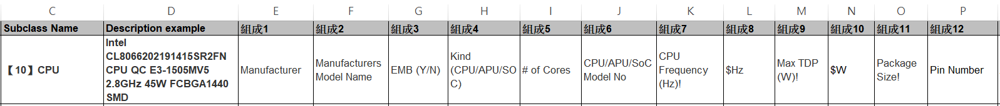 C D E F G H I J K L M N O P
Subclass Name Description example 組成1 組成2 組成3 組成4 組成5 組成6 組成7 組成8 組成9 組成10 組成11 組成12
【10】CPU
Intel
CL8066202191415SR2FN
CPU QC E3-1505MV5
2.8GHz 45W FCBGA1440
SMD
Manufacturer
Manufacturers
Model Name
EMB (Y/N)
Kind
(CPU/APU/SO
C)
# of Cores
CPU/APU/SoC
Model No
CPU
Frequency
(Hz)!
$Hz
Max TDP
(W)!
$W
Package
Size!
Pin Number